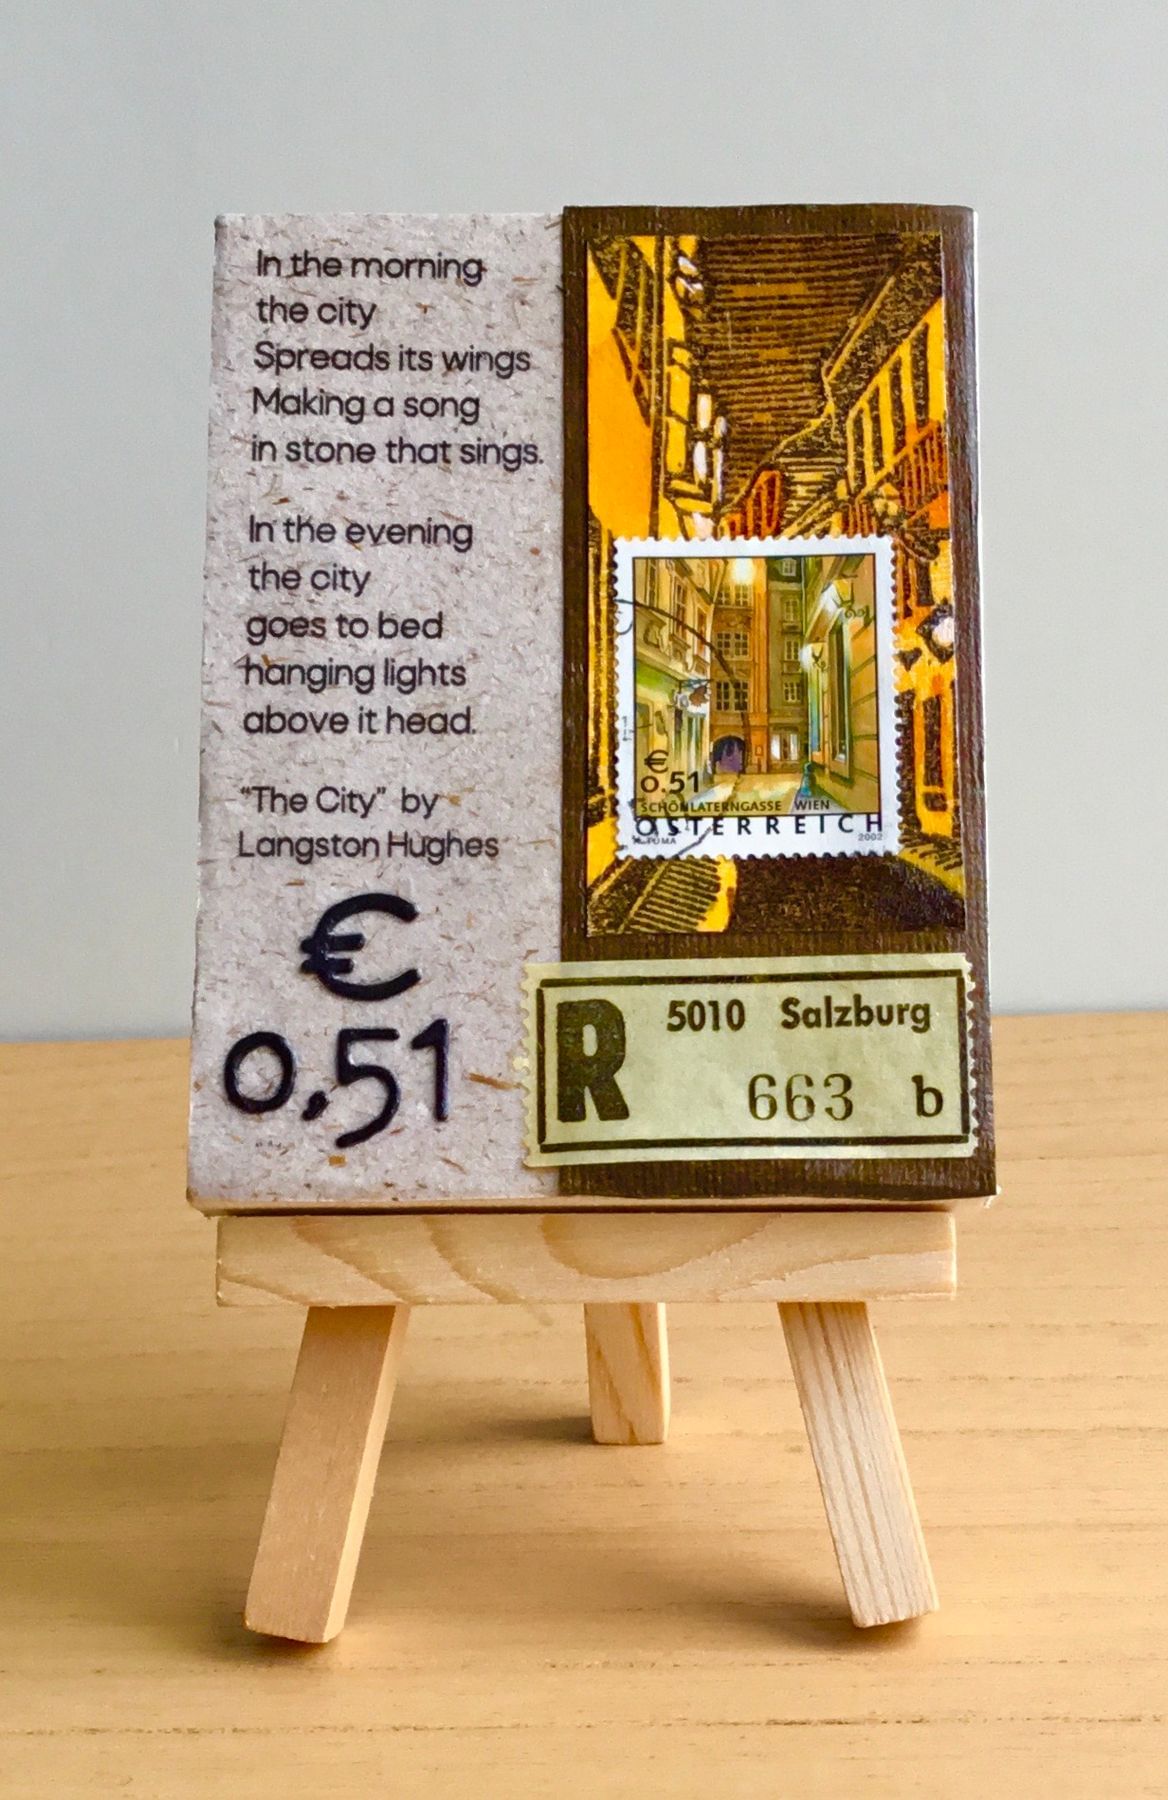 In the morning
the city
Spreads its wings
Making a song
in stone that sings.
In the evening
the city
goes to bed
hanging lights
above it head.
"The City" by
Langston Hughes
€
0,51
€
0.51
SCHÖNLATERNGASSE WIEN
ÖSTERREICH
TUMA 2002
R 5010 Salzburg
663 b